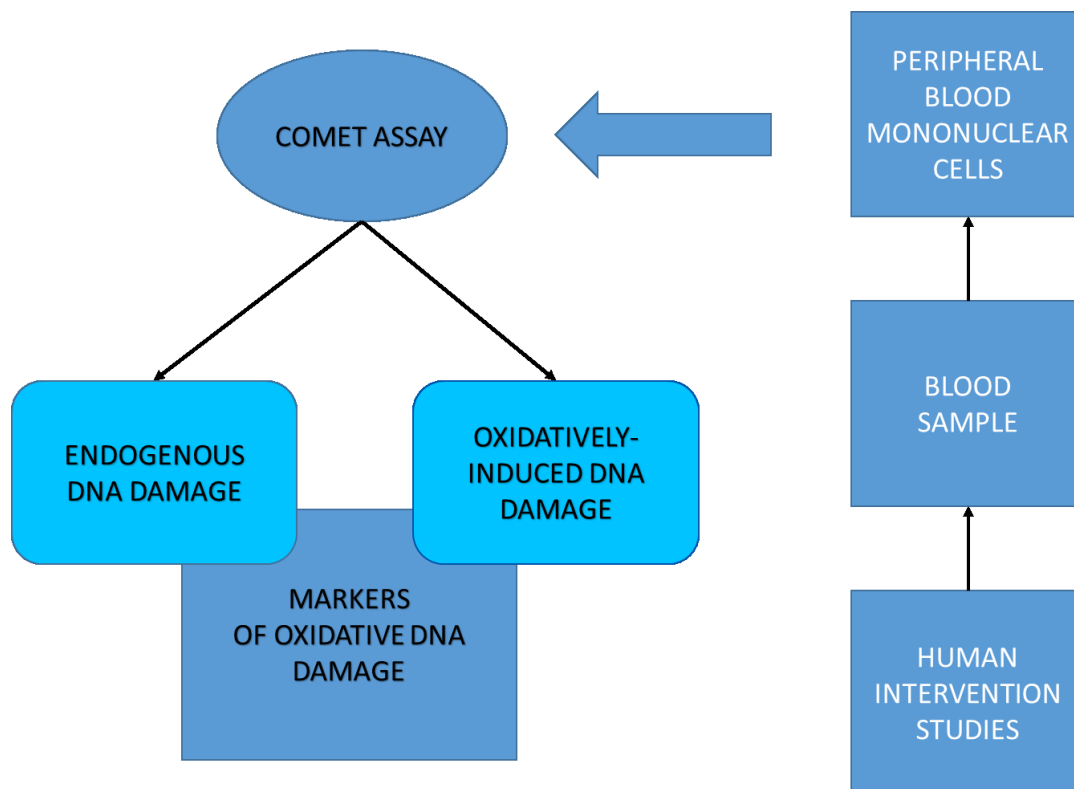 COMET ASSAY
PERIPHERAL
BLOOD
MONONUCLEAR
CELLS
BLOOD
SAMPLE
HUMAN
INTERVENTION
STUDIES
ENDOGENOUS
DNA DAMAGE
OXIDATIVELY-
INDUCED DNA
DAMAGE
MARKERS
OF OXIDATIVE DNA
DAMAGE